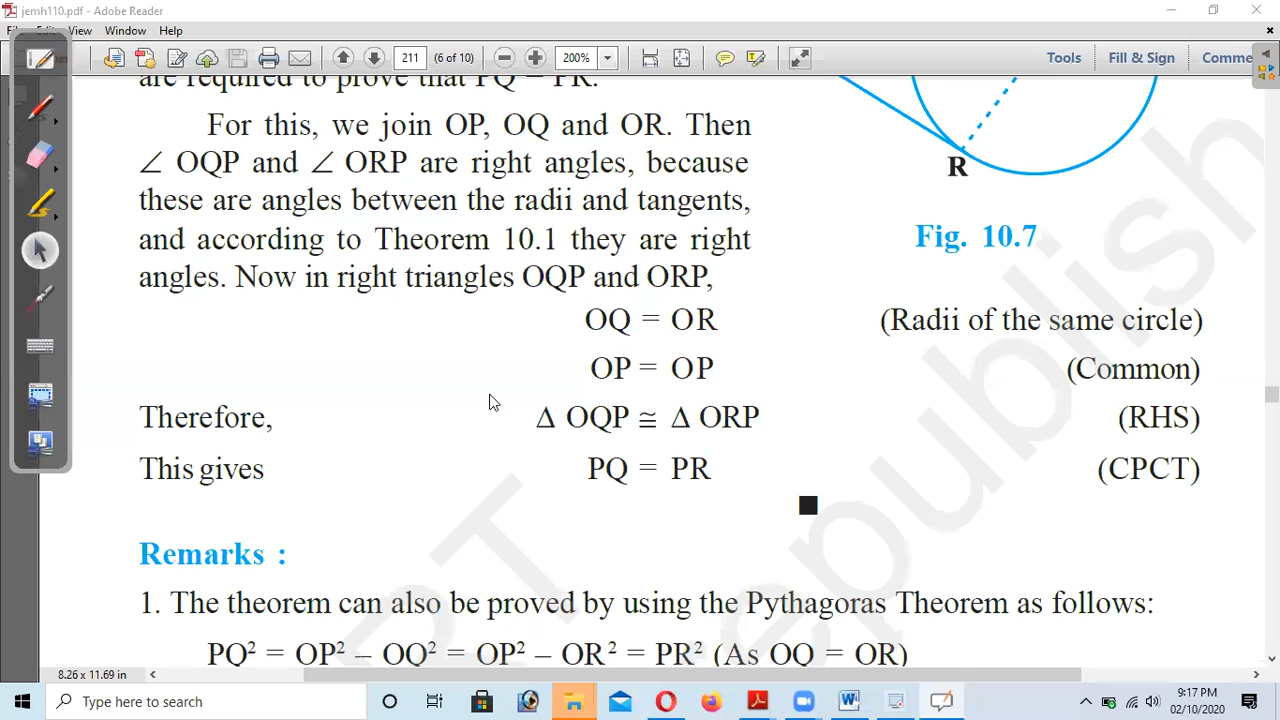 jemh110.pdf - Adobe Reader
View Window Help
211 (6 of 10) 200% Tools Fill & Sign Comme
are required to prove that PQ = PR.
For this, we join OP, OQ and OR. Then
∠ OQP and ∠ ORP are right angles, because
these are angles between the radii and tangents,
and according to Theorem 10.1 they are right
angles. Now in right triangles OQP and ORP,
R
Fig. 10.7
OQ = OR (Radii of the same circle)
OP = OP (Common)
Therefore, Δ OQP ≅ Δ ORP (RHS)
This gives PQ = PR (CPCT)
Remarks :
1. The theorem can also be proved by using the Pythagoras Theorem as follows:
PQ² = OP² – OQ² = OP² – OR² = PR² (As OQ = OR)
8.26 x 11.69 in
Type here to search
9:17 PM
02/10/2020